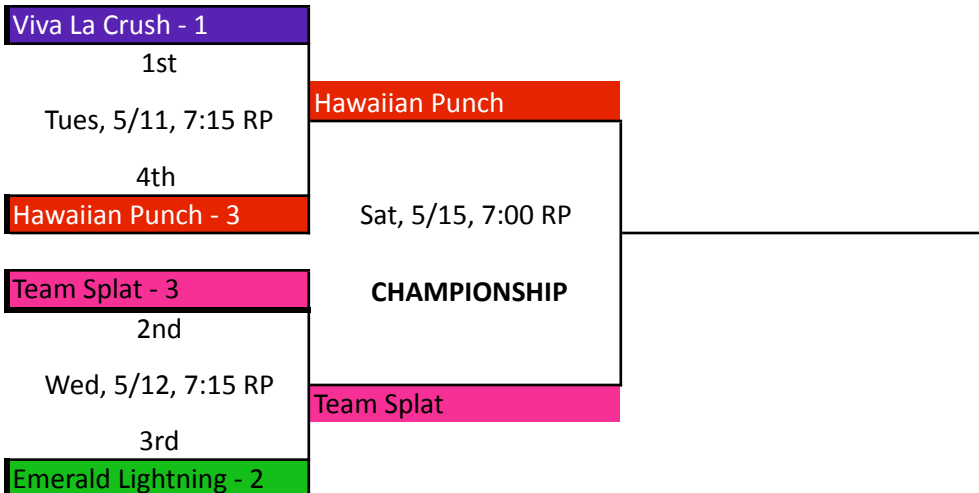 Viva La Crush - 1
1st
Tues, 5/11, 7:15 RP
4th
Hawaiian Punch - 3
Team Splat - 3
2nd
Wed, 5/12, 7:15 RP
3rd
Emerald Lightning - 2
Hawaiian Punch
Sat, 5/15, 7:00 RP
CHAMPIONSHIP
Team Splat